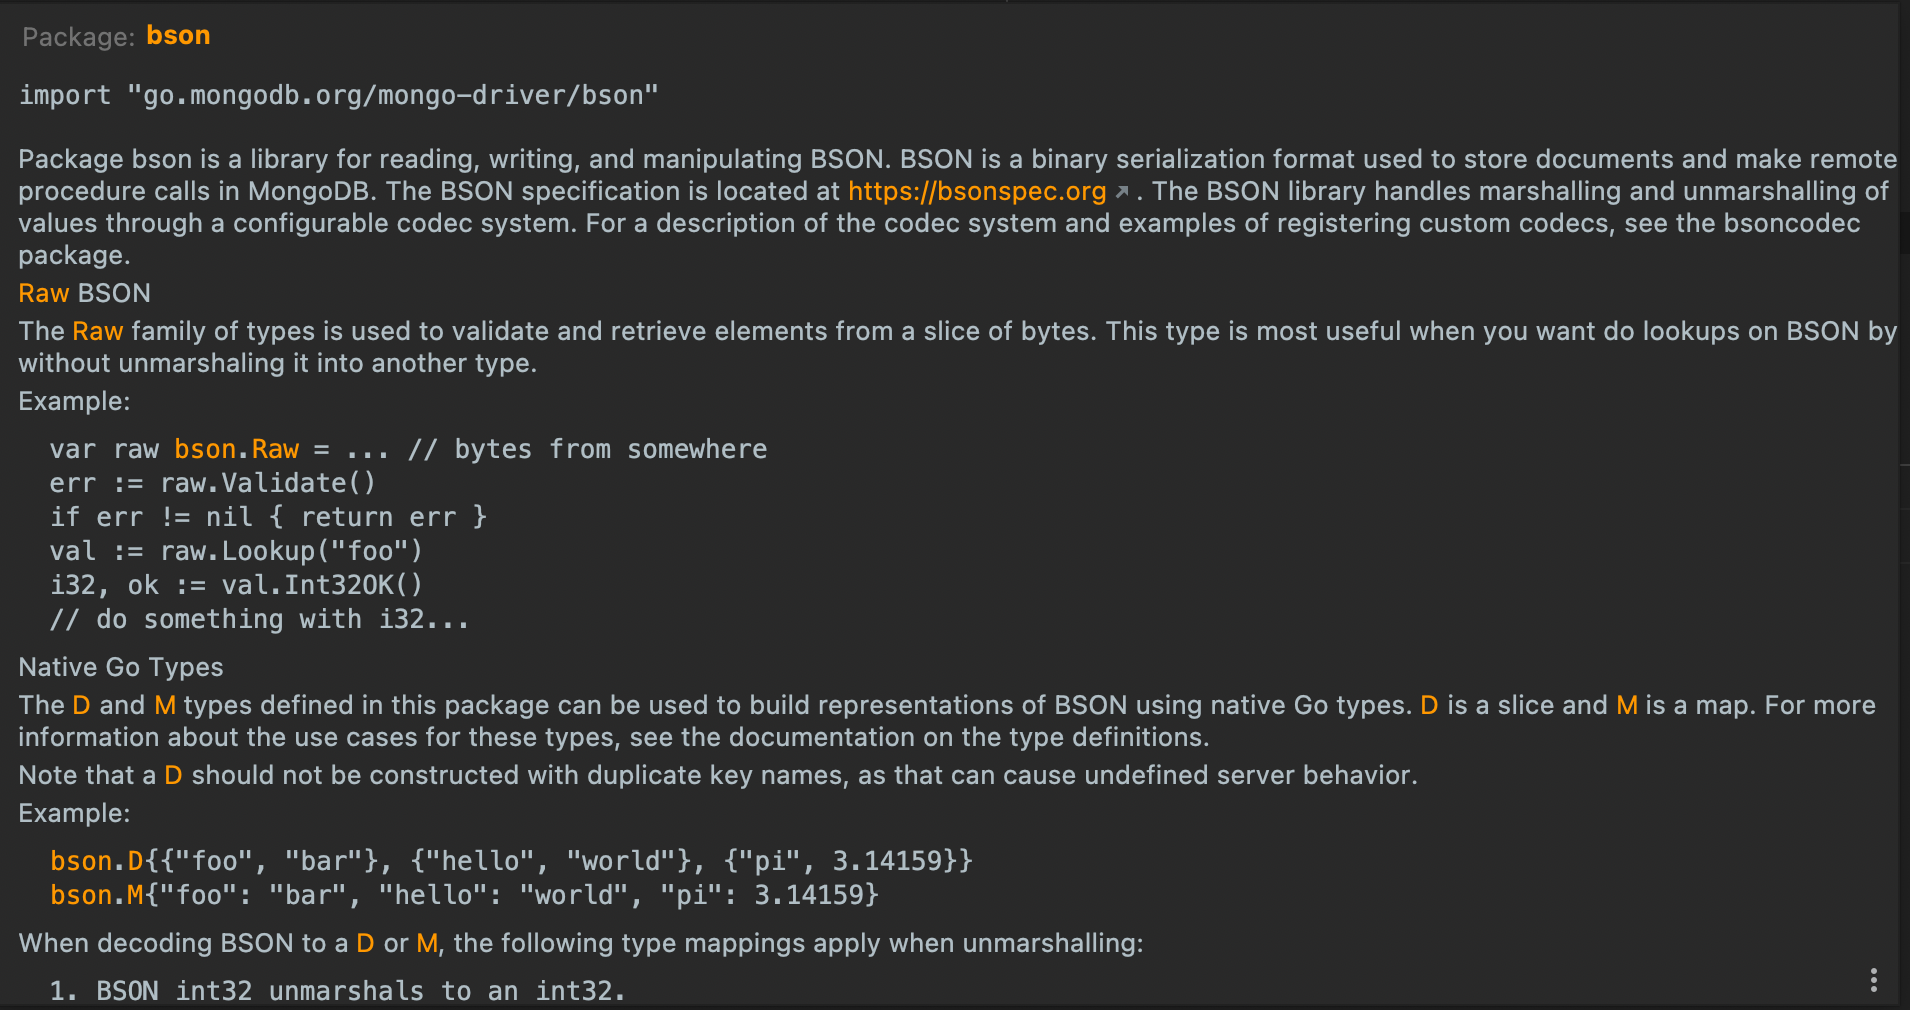 Package: bson
import "go.mongodb.org/mongo-driver/bson"
Package bson is a library for reading, writing, and manipulating BSON. BSON is a binary serialization format used to store documents and make remote
procedure calls in MongoDB. The BSON specification is located at https://bsonspec.org↗. The BSON library handles marshalling and unmarshalling of
values through a configurable codec system. For a description of the codec system and examples of registering custom codecs, see the bsoncodec
package.
Raw BSON
The Raw family of types is used to validate and retrieve elements from a slice of bytes. This type is most useful when you want do lookups on BSON by
without unmarshaling it into another type.
Example:
var raw bson.Raw = ... // bytes from somewhere
err := raw.Validate()
if err != nil { return err }
val := raw.Lookup("foo")
i32, ok := val.Int32OK()
// do something with i32...
Native Go Types
The D and M types defined in this package can be used to build representations of BSON using native Go types. D is a slice and M is a map. For more
information about the use cases for these types, see the documentation on the type definitions.
Note that a D should not be constructed with duplicate key names, as that can cause undefined server behavior.
Example:
bson.D{{"foo", "bar"}, {"hello", "world"}, {"pi", 3.14159}}
bson.M{"foo": "bar", "hello": "world", "pi": 3.14159}
When decoding BSON to a D or M, the following type mappings apply when unmarshalling:
1. BSON int32 unmarshals to an int32.